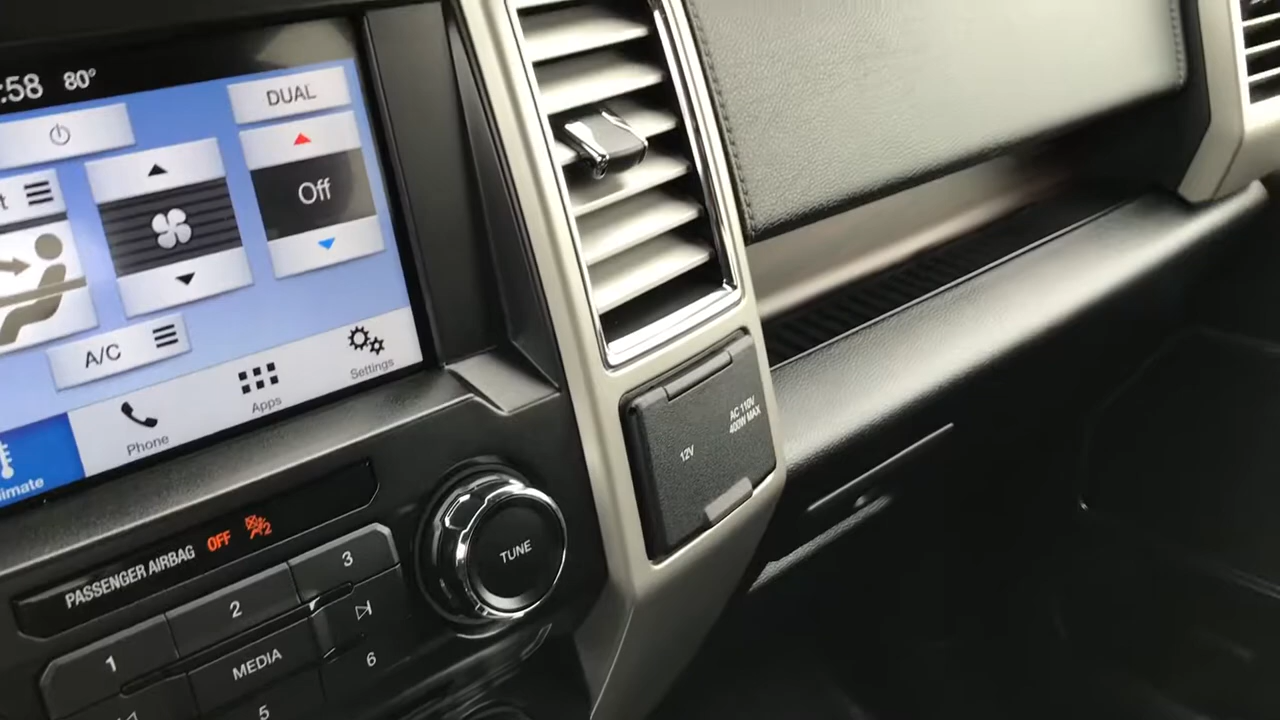 :58 80°
DUAL
Off
A/C
Settings
Apps
Phone
imate
12V
AC 110V
400W MAX
PASSENGER AIRBAG OFF 2
TUNE
1
2
3
MEDIA
5
6